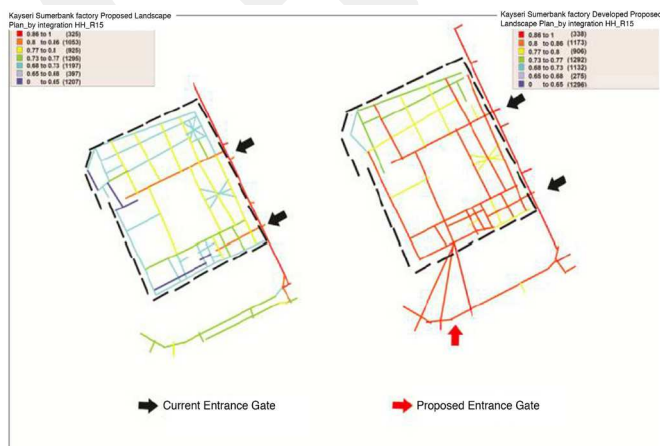 Kayseri Sumerbank factory Proposed Landscape
Plan_by integration HH_R15
0.86 to 1 (325)
0.8 to 0.86 (1053)
0.77 to 0.8 (925)
0.73 to 0.77 (1295)
0.68 to 0.73 (1197)
0.65 to 0.68 (397)
0 to 0.65 (1207)
Kayseri Sumerbank factory Developed Proposed
Landscape Plan_by integration HH_R15
0.86 to 1 (338)
0.8 to 0.86 (1173)
0.77 to 0.8 (906)
0.73 to 0.77 (1292)
0.68 to 0.73 (1132)
0.65 to 0.68 (275)
0 to 0.65 (1296)
Current Entrance Gate
Proposed Entrance Gate